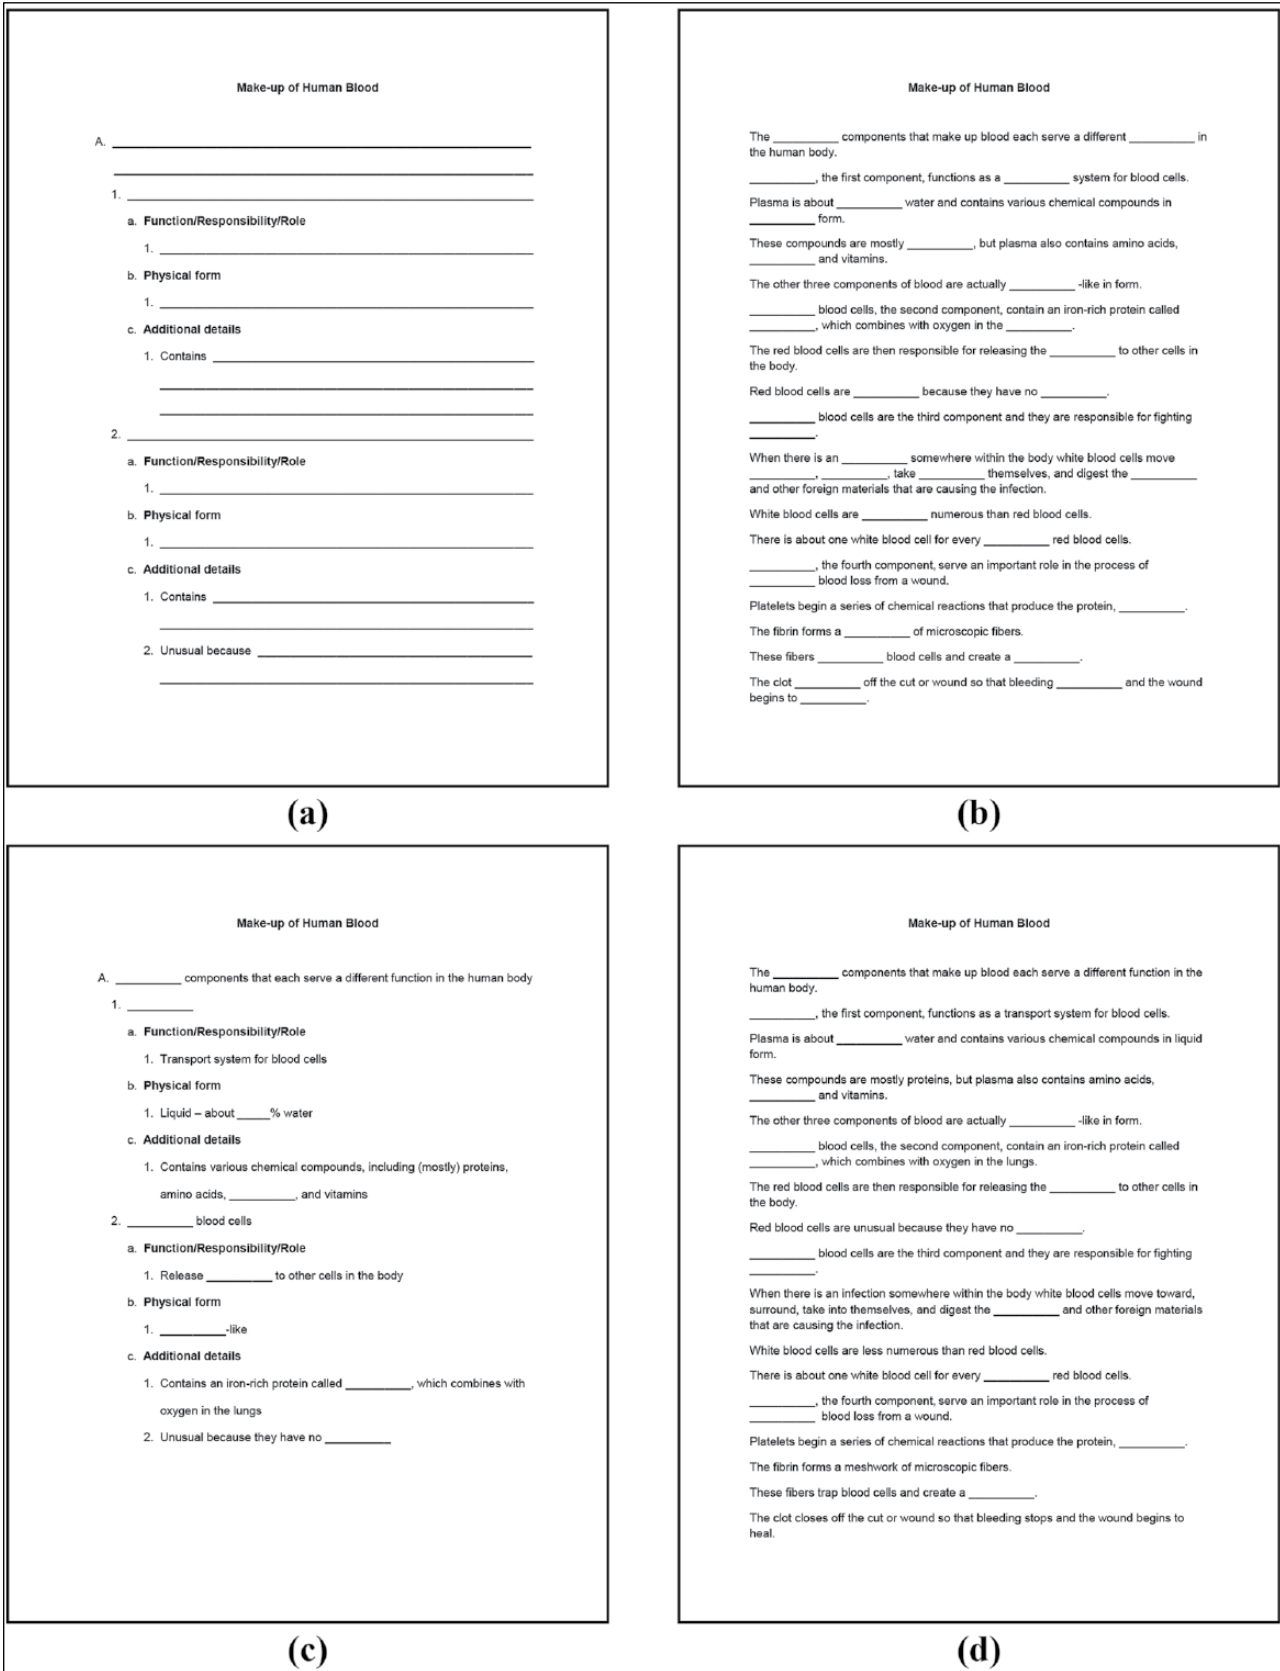 Make-up of Human Blood
A. ____________________
____________________
1. ____________________
a. Function/Responsibility/Role
1. ____________________
b. Physical form
1. ____________________
c. Additional details
1. Contains ____________________
____________________
____________________
2. ____________________
a. Function/Responsibility/Role
1. ____________________
b. Physical form
1. ____________________
c. Additional details
1. Contains ____________________
____________________
2. Unusual because ____________________
____________________
(a)
Make-up of Human Blood
The __________ components that make up blood each serve a different __________ in
the human body.
__________, the first component, functions as a __________ system for blood cells.
Plasma is about __________ water and contains various chemical compounds in
__________ form.
These compounds are mostly __________, but plasma also contains amino acids,
__________ and vitamins.
The other three components of blood are actually __________ -like in form.
__________ blood cells, the second component, contain an iron-rich protein called
__________, which combines with oxygen in the __________.
The red blood cells are then responsible for releasing the __________ to other cells in
the body.
Red blood cells are __________ because they have no __________.
__________ blood cells are the third component and they are responsible for fighting
__________.
When there is an __________ somewhere within the body white blood cells move
__________, __________, take __________ themselves, and digest the __________
and other foreign materials that are causing the infection.
White blood cells are __________ numerous than red blood cells.
There is about one white blood cell for every __________ red blood cells.
__________, the fourth component, serve an important role in the process of
__________ blood loss from a wound.
Platelets begin a series of chemical reactions that produce the protein, __________.
The fibrin forms a __________ of microscopic fibers.
These fibers __________ blood cells and create a __________.
The clot __________ off the cut or wound so that bleeding __________ and the wound
begins to __________.
(b)
Make-up of Human Blood
A. __________ components that each serve a different function in the human body
1. __________
a. Function/Responsibility/Role
1. Transport system for blood cells
b. Physical form
1. Liquid – about _____% water
c. Additional details
1. Contains various chemical compounds, including (mostly) proteins,
amino acids, __________, and vitamins
2. __________ blood cells
a. Function/Responsibility/Role
1. Release __________ to other cells in the body
b. Physical form
1. __________-like
c. Additional details
1. Contains an iron-rich protein called __________, which combines with
oxygen in the lungs
2. Unusual because they have no __________
(c)
Make-up of Human Blood
The __________ components that make up blood each serve a different function in the
human body.
__________, the first component, functions as a transport system for blood cells.
Plasma is about __________ water and contains various chemical compounds in liquid
form.
These compounds are mostly proteins, but plasma also contains amino acids,
__________ and vitamins.
The other three components of blood are actually __________ -like in form.
__________ blood cells, the second component, contain an iron-rich protein called
__________, which combines with oxygen in the lungs.
The red blood cells are then responsible for releasing the __________ to other cells in
the body.
Red blood cells are unusual because they have no __________.
__________ blood cells are the third component and they are responsible for fighting
__________.
When there is an infection somewhere within the body white blood cells move toward,
surround, take into themselves, and digest the __________ and other foreign materials
that are causing the infection.
White blood cells are less numerous than red blood cells.
There is about one white blood cell for every __________ red blood cells.
__________, the fourth component, serve an important role in the process of
__________ blood loss from a wound.
Platelets begin a series of chemical reactions that produce the protein, __________.
The fibrin forms a meshwork of microscopic fibers.
These fibers trap blood cells and create a __________.
The clot closes off the cut or wound so that bleeding stops and the wound begins to
heal.
(d)